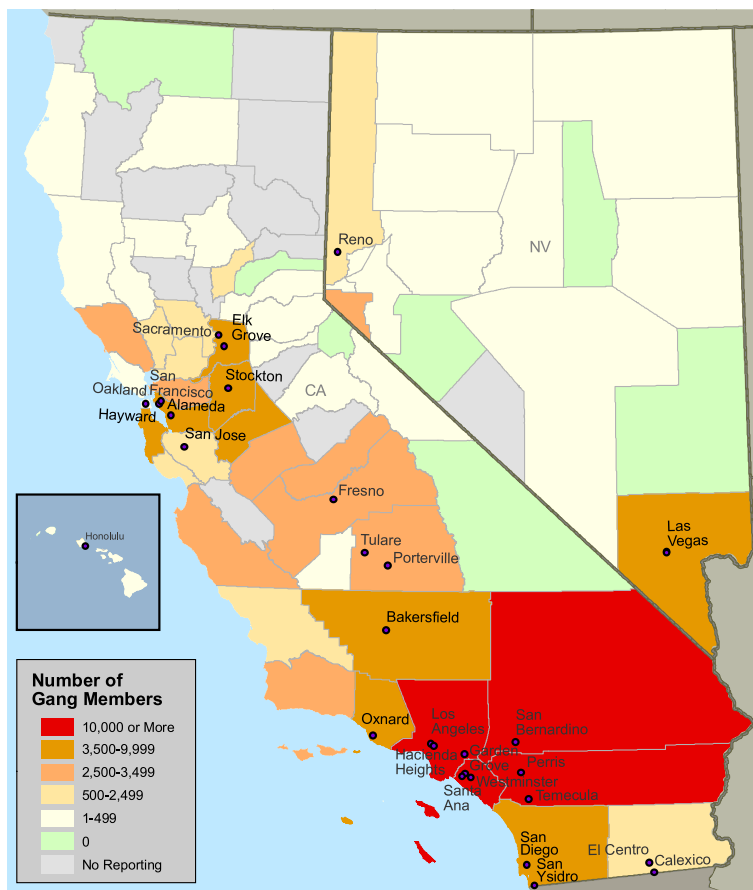 Reno
NV
Elk
Grove
Sacramento
San
Francisco
Oakland
Alameda
Hayward
Stockton
CA
San Jose
Fresno
Tulare
Porterville
Las
Vegas
Honolulu
Bakersfield
Oxnard
Los
Angeles
San
Bernardino
Hacienda
Heights
Garden
Grove
Westminster
Santa
Ana
Perris
Temecula
San
Diego
San
Ysidro
El Centro
Calexico
Number of
Gang Members
10,000 or More
3,500-9,999
2,500-3,499
500-2,499
1-499
0
No Reporting